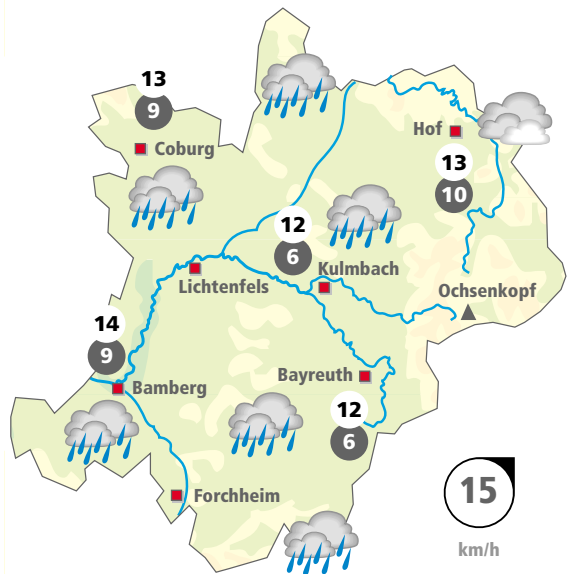 13
9
Coburg
Hof
13
10
12
6
Lichtenfels
Kulmbach
Ochsenkopf
14
9
Bamberg
Bayreuth
12
6
Forchheim
15
km/h